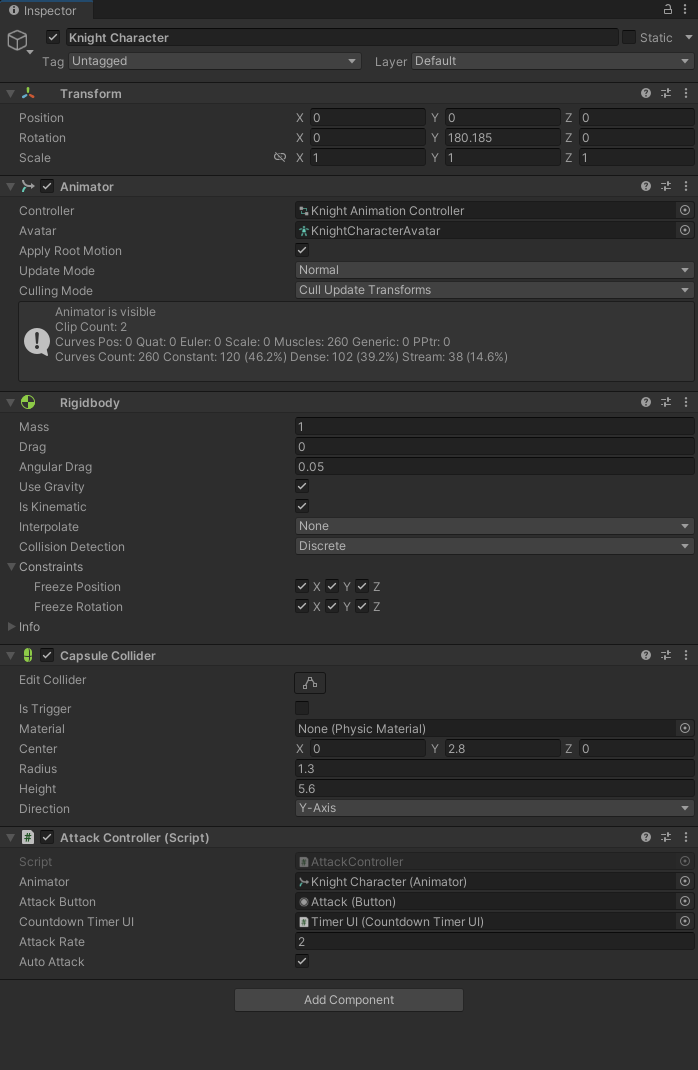 Inspector
Knight Character Static
Tag Untagged Layer Default
Transform
Position X 0 Y 0 Z 0
Rotation X 0 Y 180.185 Z 0
Scale X 1 Y 1 Z 1
Animator
Controller Knight Animation Controller
Avatar KnightCharacterAvatar
Apply Root Motion
Update Mode Normal
Culling Mode Cull Update Transforms
Animator is visible
Clip Count: 2
Curves Pos: 0 Quat: 0 Euler: 0 Scale: 0 Muscles: 260 Generic: 0 PPtr: 0
Curves Count: 260 Constant: 120 (46.2%) Dense: 102 (39.2%) Stream: 38 (14.6%)
Rigidbody
Mass 1
Drag 0
Angular Drag 0.05
Use Gravity
Is Kinematic
Interpolate None
Collision Detection Discrete
Constraints
Freeze Position X Y Z
Freeze Rotation X Y Z
Info
Capsule Collider
Edit Collider
Is Trigger
Material None (Physic Material)
Center X 0 Y 2.8 Z 0
Radius 1.3
Height 5.6
Direction Y-Axis
# Attack Controller (Script)
Script AttackController
Animator Knight Character (Animator)
Attack Button Attack (Button)
Countdown Timer UI Timer UI (Countdown Timer UI)
Attack Rate 2
Auto Attack
Add Component